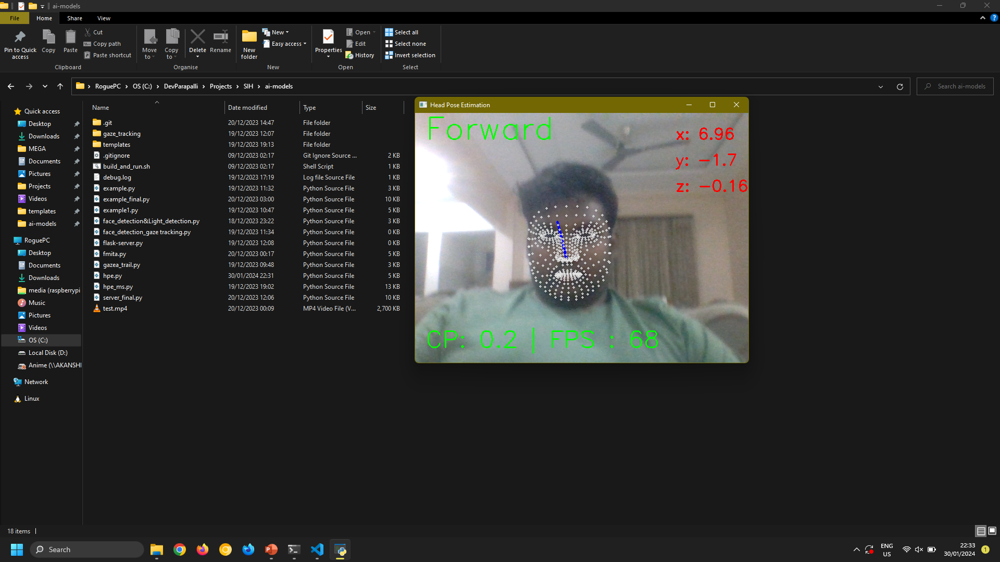 ai-models
File Home Share View
Pin to Quick access
Copy
Paste
Cut
Copy path
Paste shortcut
Clipboard
Move to
Copy to
Delete
Rename
Organise
New folder
New
Easy access
New
Properties
Open
Edit
History
Open
Select all
Select none
Invert selection
Select
RoguePC > OS (C:) > DevParapalli > Projects > SIH > ai-models
Search ai-models
Quick access
Desktop
Downloads
MEGA
Documents
Pictures
Projects
Videos
templates
ai-models
RoguePC
Desktop
Documents
Downloads
media (raspberrypi
Music
Pictures
Videos
OS (C:)
Local Disk (D:)
Anime (\\AKANSHI
Network
Linux
Name Date modified Type Size
.git 20/12/2023 14:47 File folder
gaze_tracking 19/12/2023 12:07 File folder
templates 19/12/2023 19:13 File folder
.gitignore 09/12/2023 02:17 Git Ignore Source ... 2 KB
build_and_run.sh 09/12/2023 02:17 Shell Script 1 KB
debug.log 19/12/2023 17:19 Log file Source File 1 KB
example.py 19/12/2023 11:32 Python Source File 3 KB
example_final.py 20/12/2023 03:00 Python Source File 10 KB
example1.py 19/12/2023 10:47 Python Source File 5 KB
face_detection&Light_detection.py 18/12/2023 23:22 Python Source File 3 KB
face_detection_gaze tracking.py 19/12/2023 11:34 Python Source File 0 KB
flask-server.py 19/12/2023 12:08 Python Source File 0 KB
fmita.py 20/12/2023 00:17 Python Source File 5 KB
gazea_trail.py 19/12/2023 09:48 Python Source File 3 KB
hpe.py 30/01/2024 22:31 Python Source File 5 KB
hpe_ms.py 19/12/2023 19:02 Python Source File 13 KB
server_final.py 20/12/2023 12:06 Python Source File 10 KB
test.mp4 20/12/2023 00:09 MP4 Video File (V... 2,700 KB
Head Pose Estimation
Forward
x: 6.96
y: -1.7
z: -0.16
CP: 0.2 | FPS : 68
18 items
Search
ENG
US
22:33
30/01/2024
1